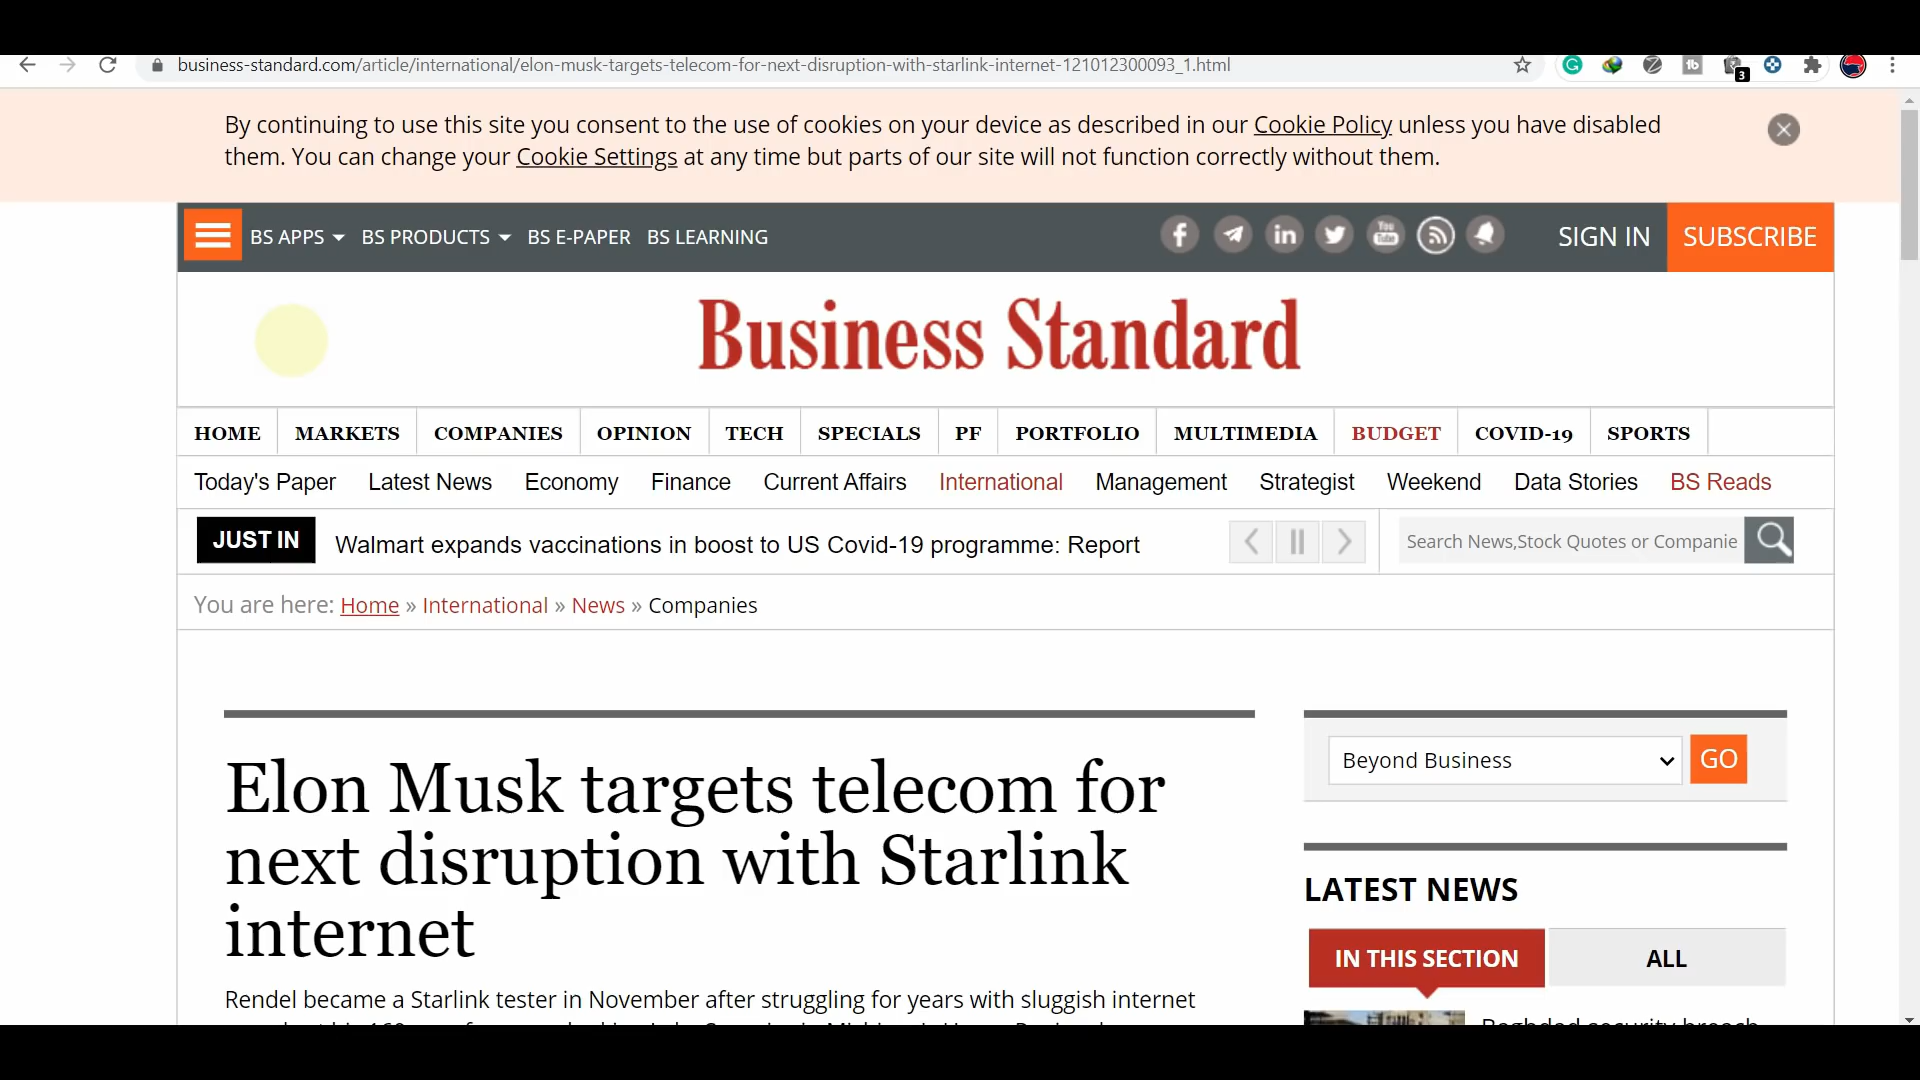 business-standard.com/article/international/elon-musk-targets-telecom-for-next-disruption-with-starlink-internet-121012300093_1.html
3
By continuing to use this site you consent to the use of cookies on your device as described in our Cookie Policy unless you have disabled
them. You can change your Cookie Settings at any time but parts of our site will not function correctly without them.
BS APPS BS PRODUCTS BS E-PAPER BS LEARNING
You Tube
SIGN IN SUBSCRIBE
Business Standard
HOME MARKETS COMPANIES OPINION TECH SPECIALS PF PORTFOLIO MULTIMEDIA BUDGET COVID-19 SPORTS
Today's Paper Latest News Economy Finance Current Affairs International Management Strategist Weekend Data Stories BS Reads
JUST IN Walmart expands vaccinations in boost to US Covid-19 programme: Report
Search News,Stock Quotes or Companie
You are here: Home » International » News » Companies
Elon Musk targets telecom for
next disruption with Starlink
internet
Rendel became a Starlink tester in November after struggling for years with sluggish internet
Beyond Business GO
LATEST NEWS
IN THIS SECTION ALL
Baghdad security breach